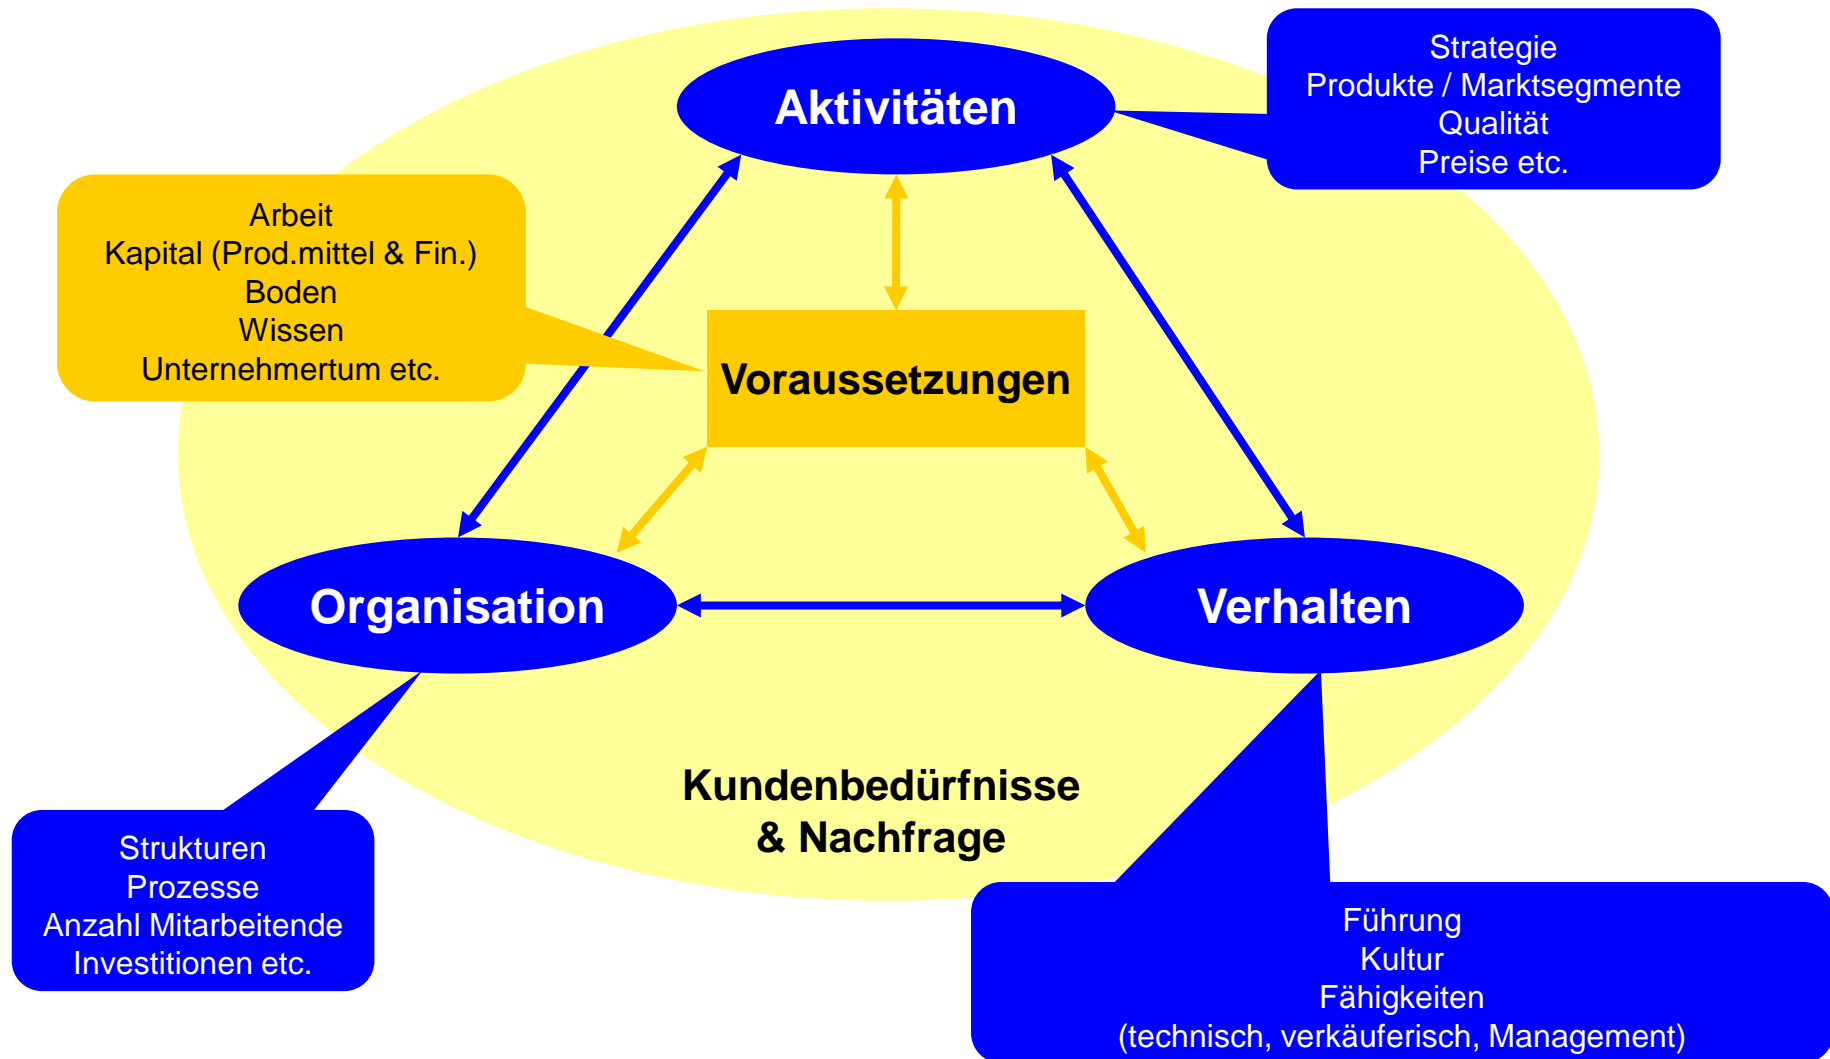 Strategie
Produkte / Marktsegmente
Qualität
Preise etc.
Aktivitäten
Arbeit
Kapital (Prod.mittel & Fin.)
Boden
Wissen
Unternehmertum etc.
Voraussetzungen
Organisation
Verhalten
Kundenbedürfnisse
& Nachfrage
Strukturen
Prozesse
Anzahl Mitarbeitende
Investitionen etc.
Führung
Kultur
Fähigkeiten
(technisch, verkäuferisch, Management)